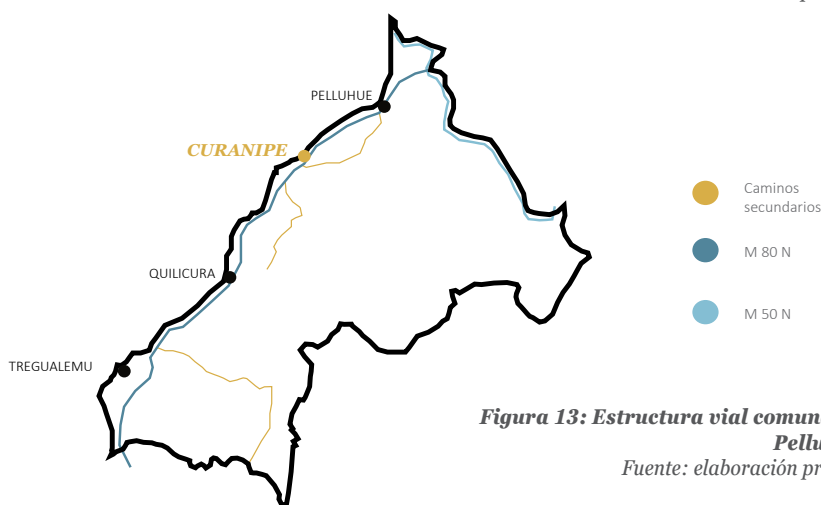 PELLUHUE
CURANIPE
QUILICURA
TREGUALEMU
Caminos
secundarios
M 80 N
M 50 N
Figura 13: Estructura vial comun
Pellu
Fuente: elaboración pr